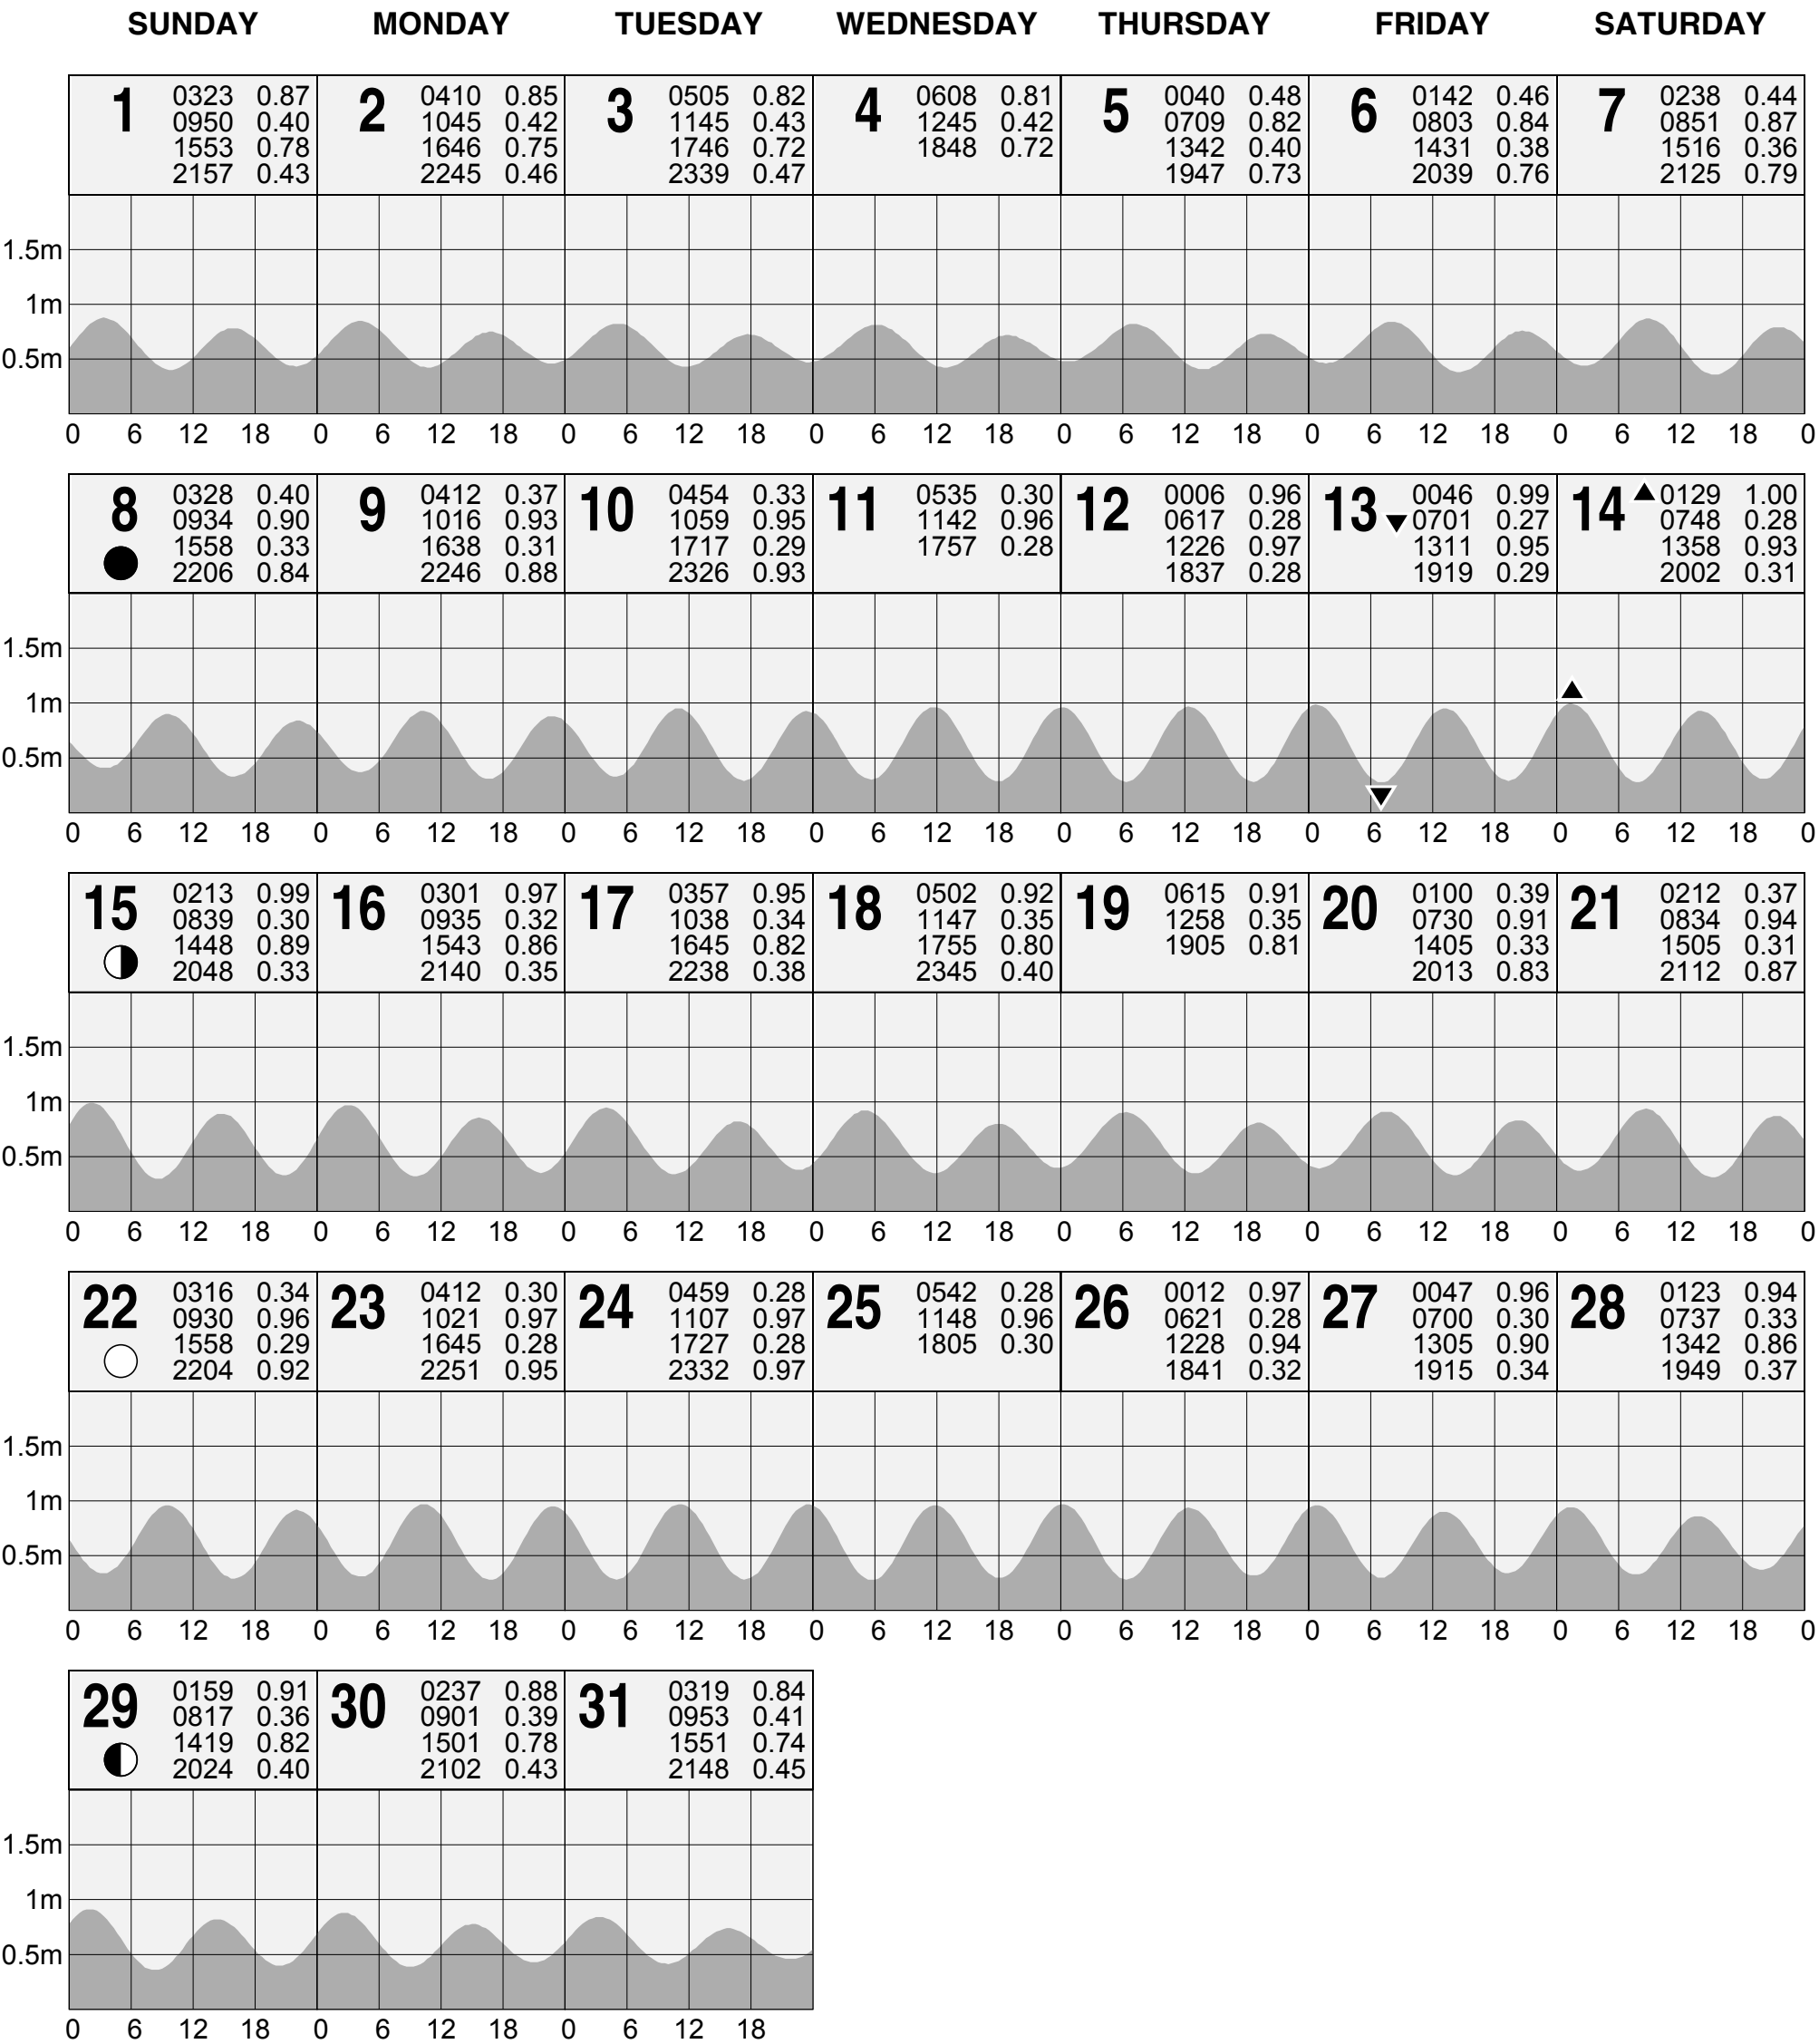 SUNDAY MONDAY TUESDAY WEDNESDAY THURSDAY FRIDAY SATURDAY
1 0323 0.87
0950 0.40
1553 0.78
2157 0.43
2 0410 0.85
1045 0.42
1646 0.75
2245 0.46
3 0505 0.82
1145 0.43
1746 0.72
2339 0.47
4 0608 0.81
1245 0.42
1848 0.72
5 0040 0.48
0709 0.82
1342 0.40
1947 0.73
6 0142 0.46
0803 0.84
1431 0.38
2039 0.76
7 0238 0.44
0851 0.87
1516 0.36
2125 0.79
1.5m
1m
0.5m
0 6 12 18 0 6 12 18 0 6 12 18 0 6 12 18 0 6 12 18 0 6 12 18 0 6 12 18 0
8 0328 0.40
0934 0.90
1558 0.33
2206 0.84
9 0412 0.37
1016 0.93
1638 0.31
2246 0.88
10 0454 0.33
1059 0.95
1717 0.29
2326 0.93
11 0535 0.30
1142 0.96
1757 0.28
12 0006 0.96
0617 0.28
1226 0.97
1837 0.28
13 0046 0.99
0701 0.27
1311 0.95
1919 0.29
14 0129 1.00
0748 0.28
1358 0.93
2002 0.31
1.5m
1m
0.5m
0 6 12 18 0 6 12 18 0 6 12 18 0 6 12 18 0 6 12 18 0 6 12 18 0 6 12 18 0
15 0213 0.99
0839 0.30
1448 0.89
2048 0.33
16 0301 0.97
0935 0.32
1543 0.86
2140 0.35
17 0357 0.95
1038 0.34
1645 0.82
2238 0.38
18 0502 0.92
1147 0.35
1755 0.80
2345 0.40
19 0615 0.91
1258 0.35
1905 0.81
20 0100 0.39
0730 0.91
1405 0.33
2013 0.83
21 0212 0.37
0834 0.94
1505 0.31
2112 0.87
1.5m
1m
0.5m
0 6 12 18 0 6 12 18 0 6 12 18 0 6 12 18 0 6 12 18 0 6 12 18 0 6 12 18 0
22 0316 0.34
0930 0.96
1558 0.29
2204 0.92
23 0412 0.30
1021 0.97
1645 0.28
2251 0.95
24 0459 0.28
1107 0.97
1727 0.28
2332 0.97
25 0542 0.28
1148 0.96
1805 0.30
26 0012 0.97
0621 0.28
1228 0.94
1841 0.32
27 0047 0.96
0700 0.30
1305 0.90
1915 0.34
28 0123 0.94
0737 0.33
1342 0.86
1949 0.37
1.5m
1m
0.5m
0 6 12 18 0 6 12 18 0 6 12 18 0 6 12 18 0 6 12 18 0 6 12 18 0 6 12 18 0
29 0159 0.91
0817 0.36
1419 0.82
2024 0.40
30 0237 0.88
0901 0.39
1501 0.78
2102 0.43
31 0319 0.84
0953 0.41
1551 0.74
2148 0.45
1.5m
1m
0.5m
0 6 12 18 0 6 12 18 0 6 12 18